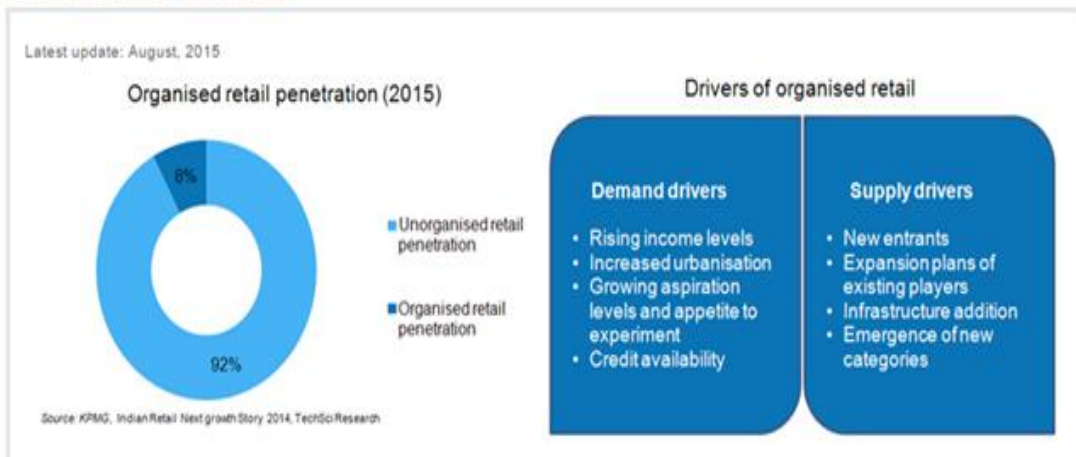 Latest update: August, 2015
Organised retail penetration (2015)
8%
92%
Unorganised retail
penetration
Organised retail
penetration
Source: KPMG, Indian Retail Next growth Story 2014, TechSci Research
Drivers of organised retail
Demand drivers
• Rising income levels
• Increased urbanisation
• Growing aspiration
levels and appetite to
experiment
• Credit availability
Supply drivers
• New entrants
• Expansion plans of
existing players
• Infrastructure addition
• Emergence of new
categories